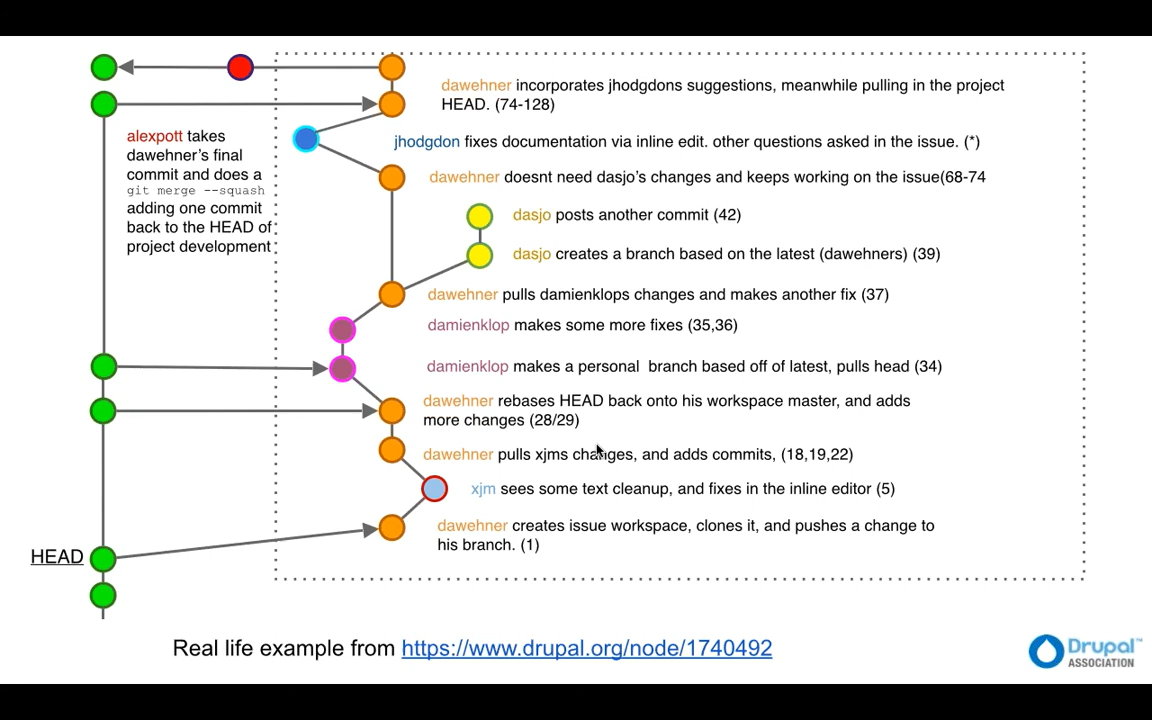 dawehner incorporates jhodgdons suggestions, meanwhile pulling in the project
HEAD. (74-128)
alexpott takes
dawehner's final
commit and does a
git merge --squash
adding one commit
back to the HEAD of
project development
jhodgdon fixes documentation via inline edit. other questions asked in the issue. (*)
dawehner doesnt need dasjo's changes and keeps working on the issue(68-74
dasjo posts another commit (42)
dasjo creates a branch based on the latest (dawehners) (39)
dawehner pulls damienklops changes and makes another fix (37)
damienklop makes some more fixes (35,36)
damienklop makes a personal branch based off of latest, pulls head (34)
dawehner rebases HEAD back onto his workspace master, and adds
more changes (28/29)
dawehner pulls xjms changes, and adds commits, (18,19,22)
xjm sees some text cleanup, and fixes in the inline editor (5)
dawehner creates issue workspace, clones it, and pushes a change to
his branch. (1)
HEAD
Real life example from https://www.drupal.org/node/1740492
Drupal™
ASSOCIATION